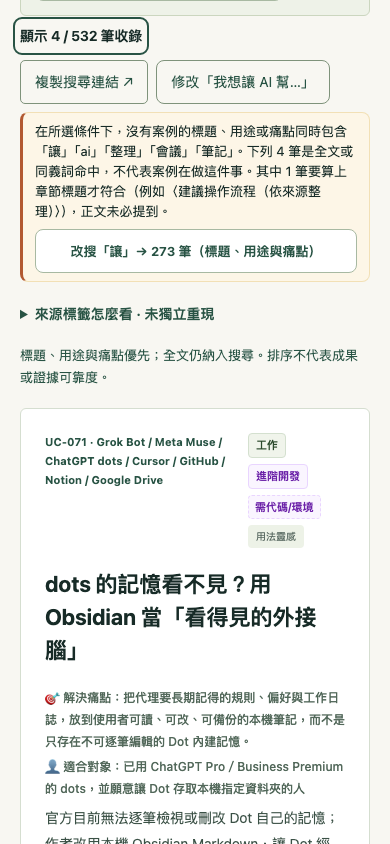 顯示 4 / 532 筆收錄
複製搜尋連結 ↗
修改「我想讓 AI 幫…」
在所選條件下，沒有案例的標題、用途或痛點同時包含
「讓」「ai」「整理」「會議」「筆記」。下列 4 筆是全文或
同義詞命中，不代表案例在做這件事。其中 1 筆要算上
章節標題才符合（例如〈建議操作流程（依來源整
理）〉），正文未必提到。
改搜「讓」→ 273 筆（標題、用途與痛點）
▶ 來源標籤怎麼看 · 未獨立重現
標題、用途與痛點優先；全文仍納入搜尋。排序不代表成果
或證據可靠度。
UC-071 · Grok Bot / Meta Muse /
ChatGPT dots / Cursor / GitHub /
Notion / Google Drive
工作
進階開發
需代碼/環境
用法靈感
dots 的記憶看不見？用
Obsidian 當「看得見的外接
腦」
🎯 解決痛點：把代理要長期記得的規則、偏好與工作日
誌，放到使用者可讀、可改、可備份的本機筆記，而不是
只存在不可逐筆編輯的 Dot 內建記憶。
👤 適合對象：已用 ChatGPT Pro / Business Premium
的 dots，並願意讓 Dot 存取本機指定資料夾的人
官方目前無法逐筆檢視或刪改 Dot 自己的記憶；
作者改用本機 Obsidian Markdown，讓 Dot 經